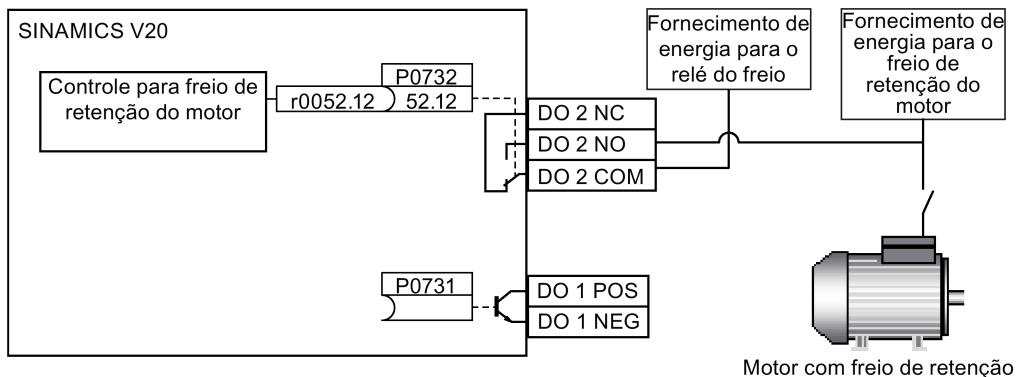 SINAMICS V20
Controle para freio de
retenção do motor
r0052.12
P0732
52.12
DO 2 NC
DO 2 NO
DO 2 COM
Fornecimento de
energia para o
relé do freio
Fornecimento de
energia para o
freio de
retenção do
motor
P0731
DO 1 POS
DO 1 NEG
Motor com freio de retenção